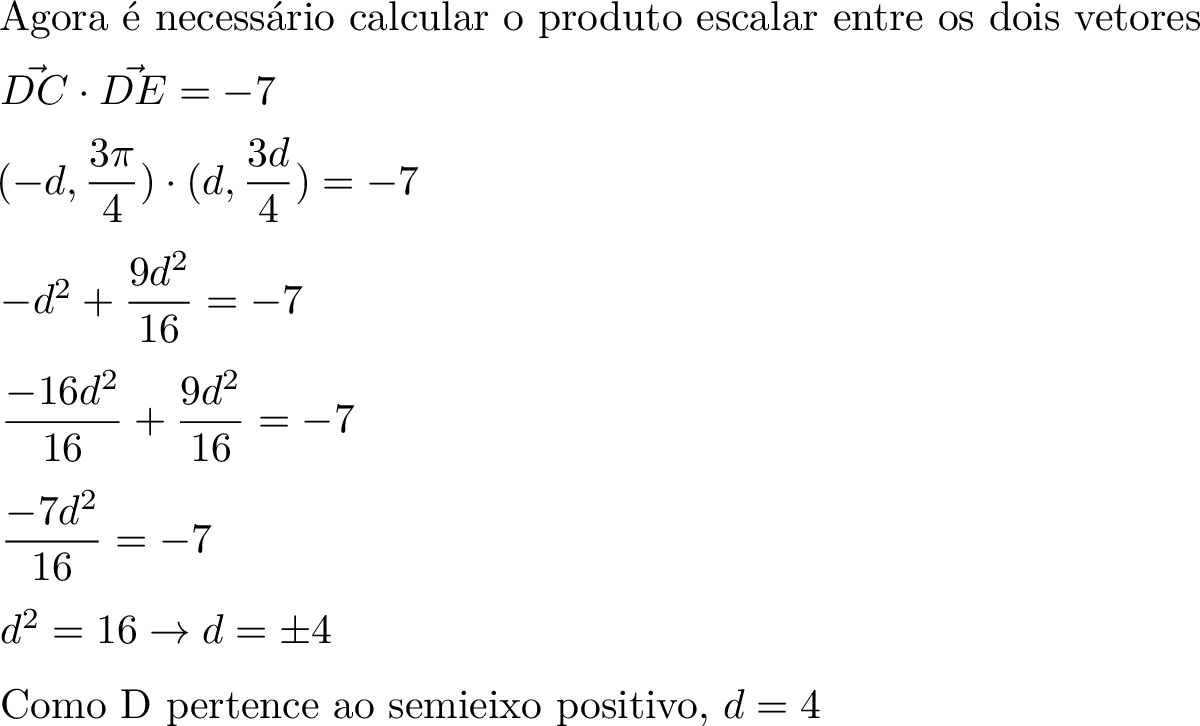 Agora é necessário calcular o produto escalar entre os dois vetores
$\vec{DC} \cdot \vec{DE} = -7$
$(-d, \frac{3\pi}{4}) \cdot (d, \frac{3d}{4}) = -7$
$-d^2 + \frac{9d^2}{16} = -7$
$\frac{-16d^2}{16} + \frac{9d^2}{16} = -7$
$\frac{-7d^2}{16} = -7$
$d^2 = 16 \rightarrow d = \pm 4$
Como D pertence ao semieixo positivo, $d = 4$